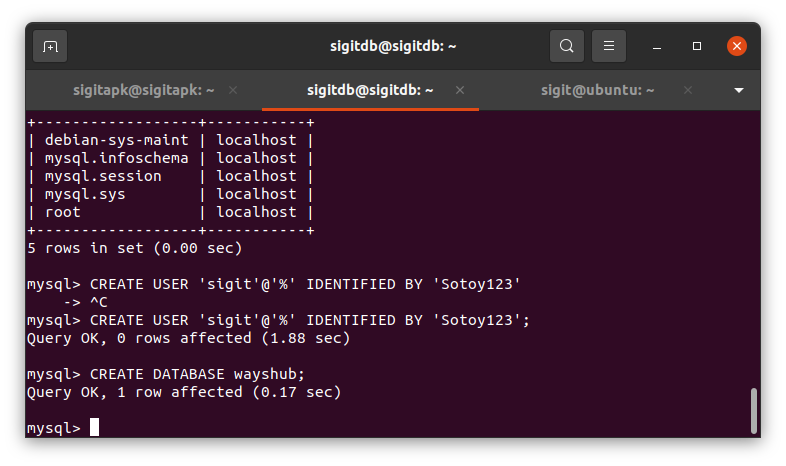 sigitdb@sigitdb: ~
sigitapk@sigitapk: ~
sigitdb@sigitdb: ~
sigit@ubuntu: ~
+------------------+-----------+
| debian-sys-maint | localhost |
| mysql.infoschema | localhost |
| mysql.session    | localhost |
| mysql.sys        | localhost |
| root             | localhost |
+------------------+-----------+
5 rows in set (0.00 sec)
mysql> CREATE USER 'sigit'@'%' IDENTIFIED BY 'Sotoy123'
    -> ^C
mysql> CREATE USER 'sigit'@'%' IDENTIFIED BY 'Sotoy123';
Query OK, 0 rows affected (1.88 sec)
mysql> CREATE DATABASE wayshub;
Query OK, 1 row affected (0.17 sec)
mysql>